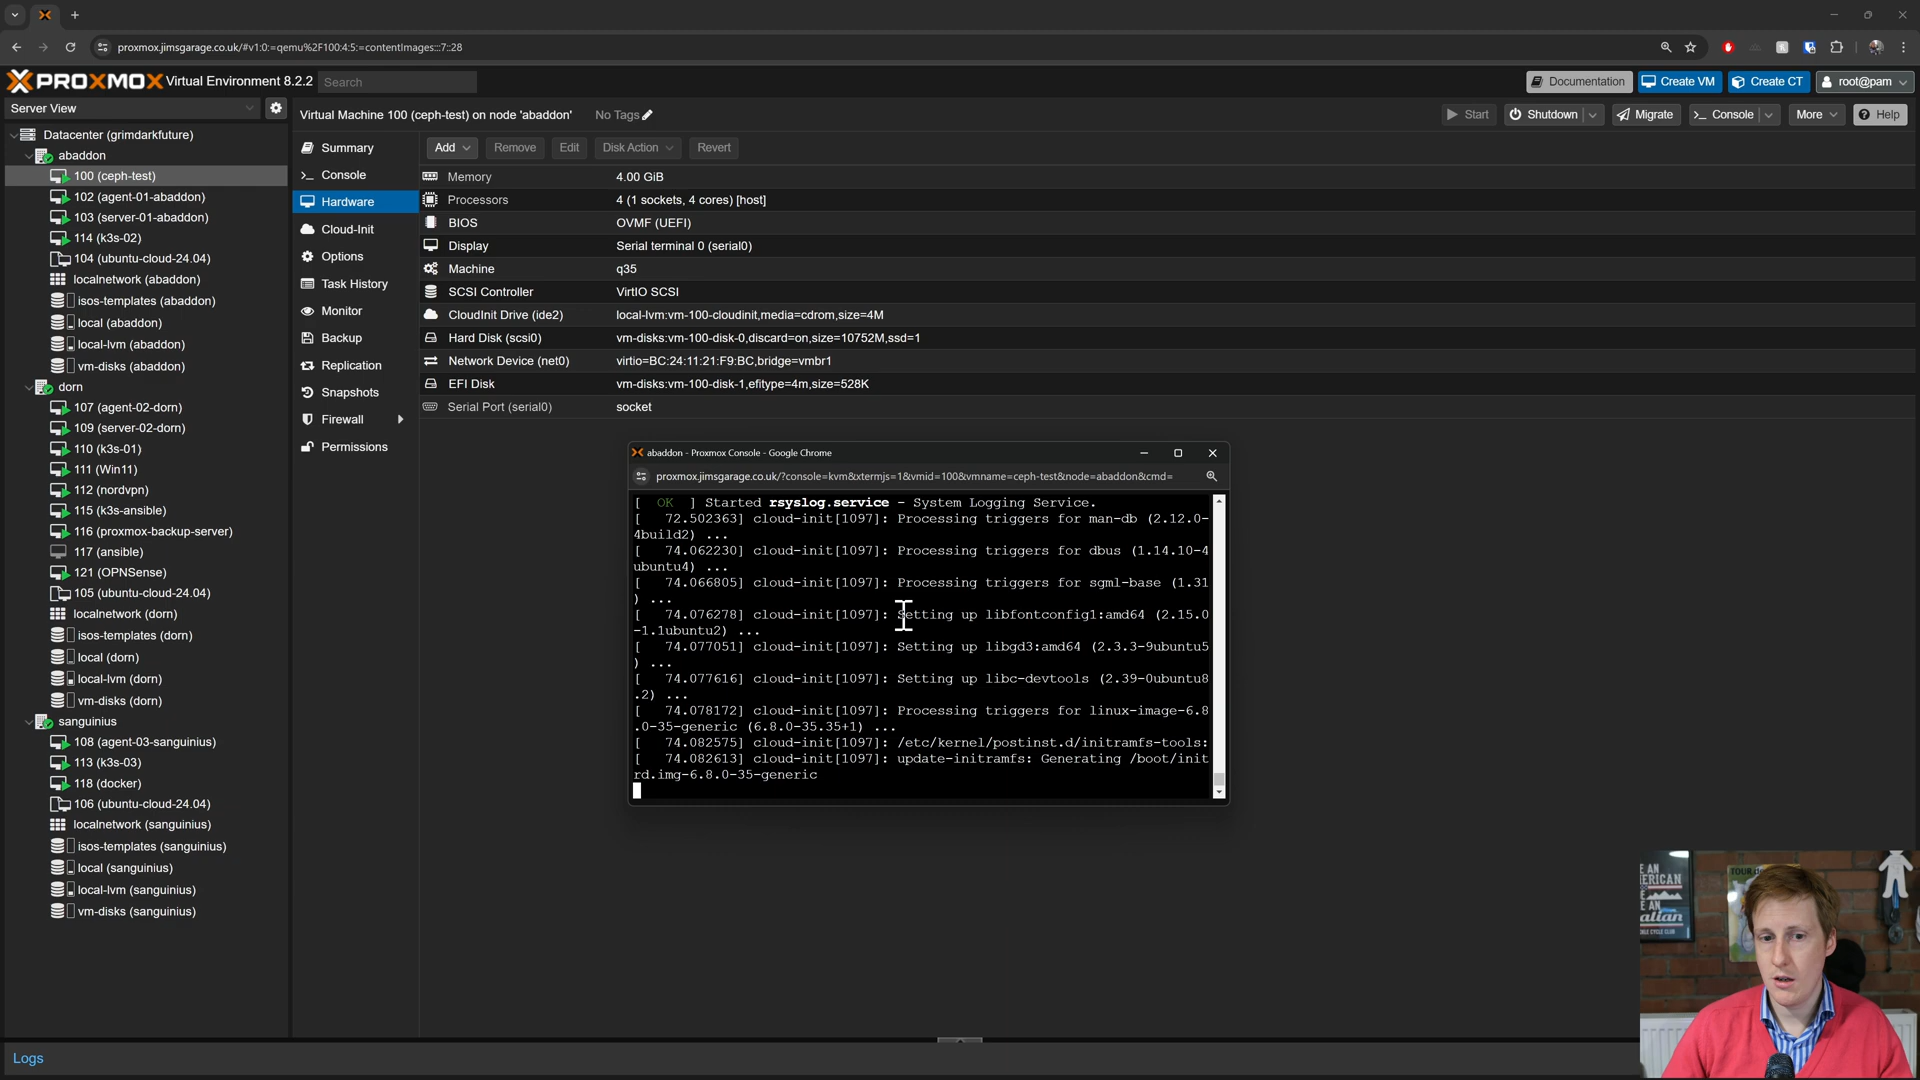 proxmox.jimsgarage.co.uk/#v1:0:=qemu%2F100:4:5:=contentImages:::7::28
PROXMOX Virtual Environment 8.2.2 Search
Documentation Create VM Create CT root@pam
Server View
Virtual Machine 100 (ceph-test) on node 'abaddon' No Tags
Start Shutdown Migrate Console More Help
Datacenter (grimdarkfuture)
abaddon
100 (ceph-test)
102 (agent-01-abaddon)
103 (server-01-abaddon)
114 (k3s-02)
104 (ubuntu-cloud-24.04)
localnetwork (abaddon)
isos-templates (abaddon)
local (abaddon)
local-lvm (abaddon)
vm-disks (abaddon)
dorn
107 (agent-02-dorn)
109 (server-02-dorn)
110 (k3s-01)
111 (Win11)
112 (nordvpn)
115 (k3s-ansible)
116 (proxmox-backup-server)
117 (ansible)
121 (OPNSense)
105 (ubuntu-cloud-24.04)
localnetwork (dorn)
isos-templates (dorn)
local (dorn)
local-lvm (dorn)
vm-disks (dorn)
sanguinius
108 (agent-03-sanguinius)
113 (k3s-03)
118 (docker)
106 (ubuntu-cloud-24.04)
localnetwork (sanguinius)
isos-templates (sanguinius)
local (sanguinius)
local-lvm (sanguinius)
vm-disks (sanguinius)
Summary
Console
Hardware
Cloud-Init
Options
Task History
Monitor
Backup
Replication
Snapshots
Firewall
Permissions
Add Remove Edit Disk Action Revert
Memory 4.00 GiB
Processors 4 (1 sockets, 4 cores) [host]
BIOS OVMF (UEFI)
Display Serial terminal 0 (serial0)
Machine q35
SCSI Controller VirtIO SCSI
CloudInit Drive (ide2) local-lvm:vm-100-cloudinit,media=cdrom,size=4M
Hard Disk (scsi0) vm-disks:vm-100-disk-0,discard=on,size=10752M,ssd=1
Network Device (net0) virtio=BC:24:11:21:F9:BC,bridge=vmbr1
EFI Disk vm-disks:vm-100-disk-1,efitype=4m,size=528K
Serial Port (serial0) socket
abaddon - Proxmox Console - Google Chrome
proxmox.jimsgarage.co.uk/?console=kvm&xtermjs=1&vmid=100&vmname=ceph-test&node=abaddon&cmd=
[  OK  ] Started rsyslog.service - System Logging Service.
[   72.502363] cloud-init[1097]: Processing triggers for man-db (2.12.0-
4build2) ...
[   74.062230] cloud-init[1097]: Processing triggers for dbus (1.14.10-4
ubuntu4) ...
[   74.066805] cloud-init[1097]: Processing triggers for sgml-base (1.31
) ...
[   74.076278] cloud-init[1097]: Setting up libfontconfig1:amd64 (2.15.0
-1.1ubuntu2) ...
[   74.077051] cloud-init[1097]: Setting up libgd3:amd64 (2.3.3-9ubuntu5
) ...
[   74.077616] cloud-init[1097]: Setting up libc-devtools (2.39-0ubuntu8
.2) ...
[   74.078172] cloud-init[1097]: Processing triggers for linux-image-6.8
.0-35-generic (6.8.0-35.35+1) ...
[   74.082575] cloud-init[1097]: /etc/kernel/postinst.d/initramfs-tools:
[   74.082613] cloud-init[1097]: update-initramfs: Generating /boot/init
rd.img-6.8.0-35-generic
Logs